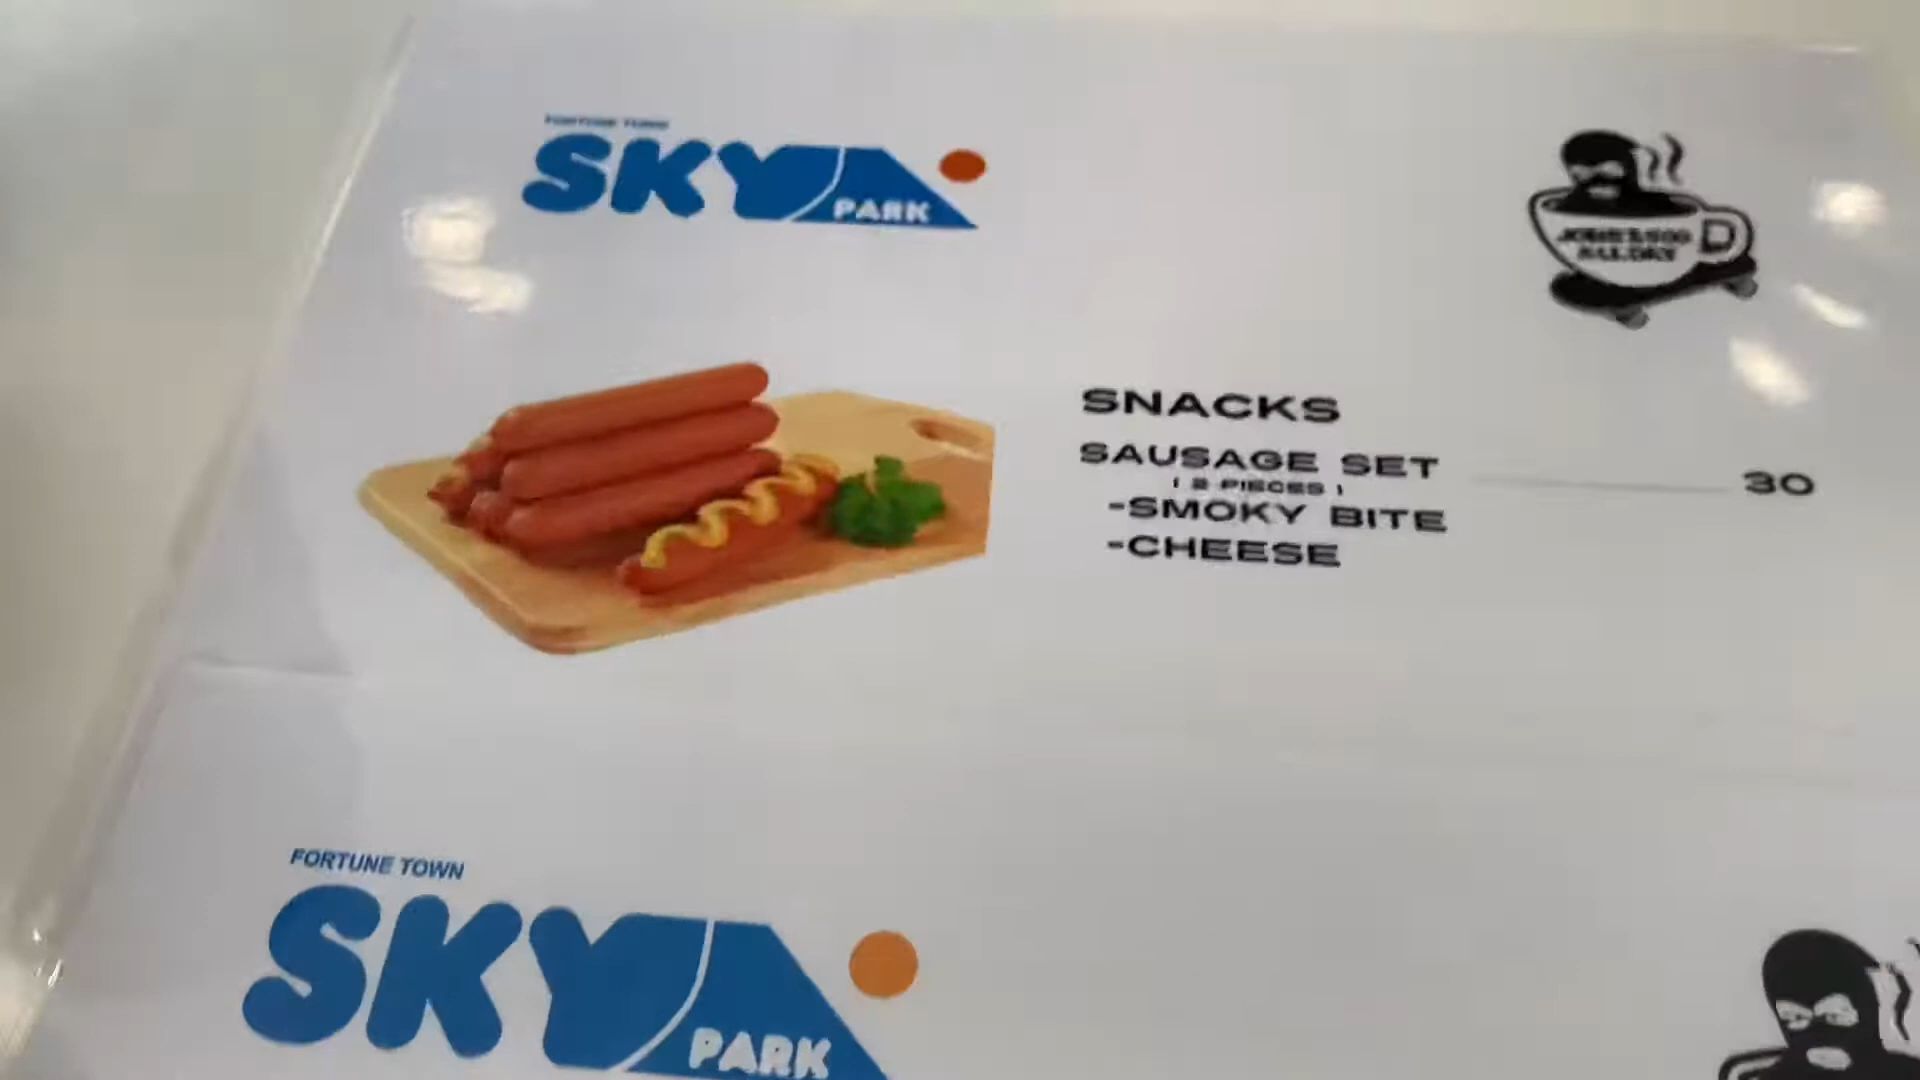 FORTUNE TOWN
SKY
PARK
SNACKS
SAUSAGE SET
( 2 PIECES )
-SMOKY BITE
-CHEESE
30
FORTUNE TOWN
SKY
PARK